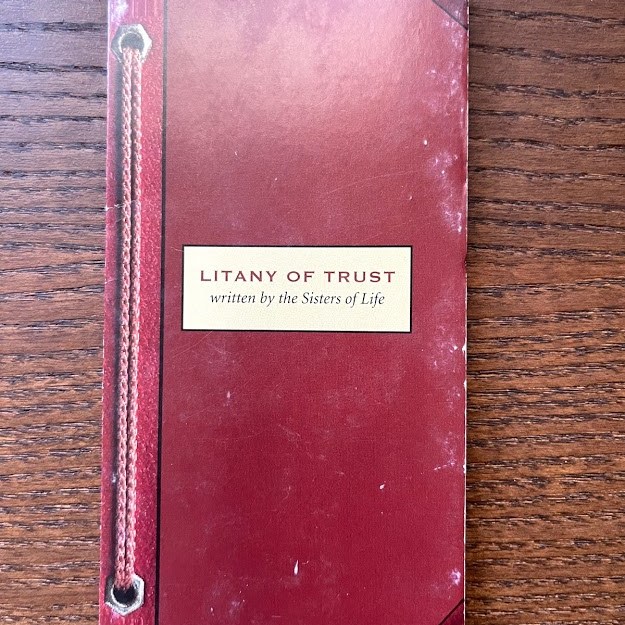 LITANY OF TRUST
written by the Sisters of Life